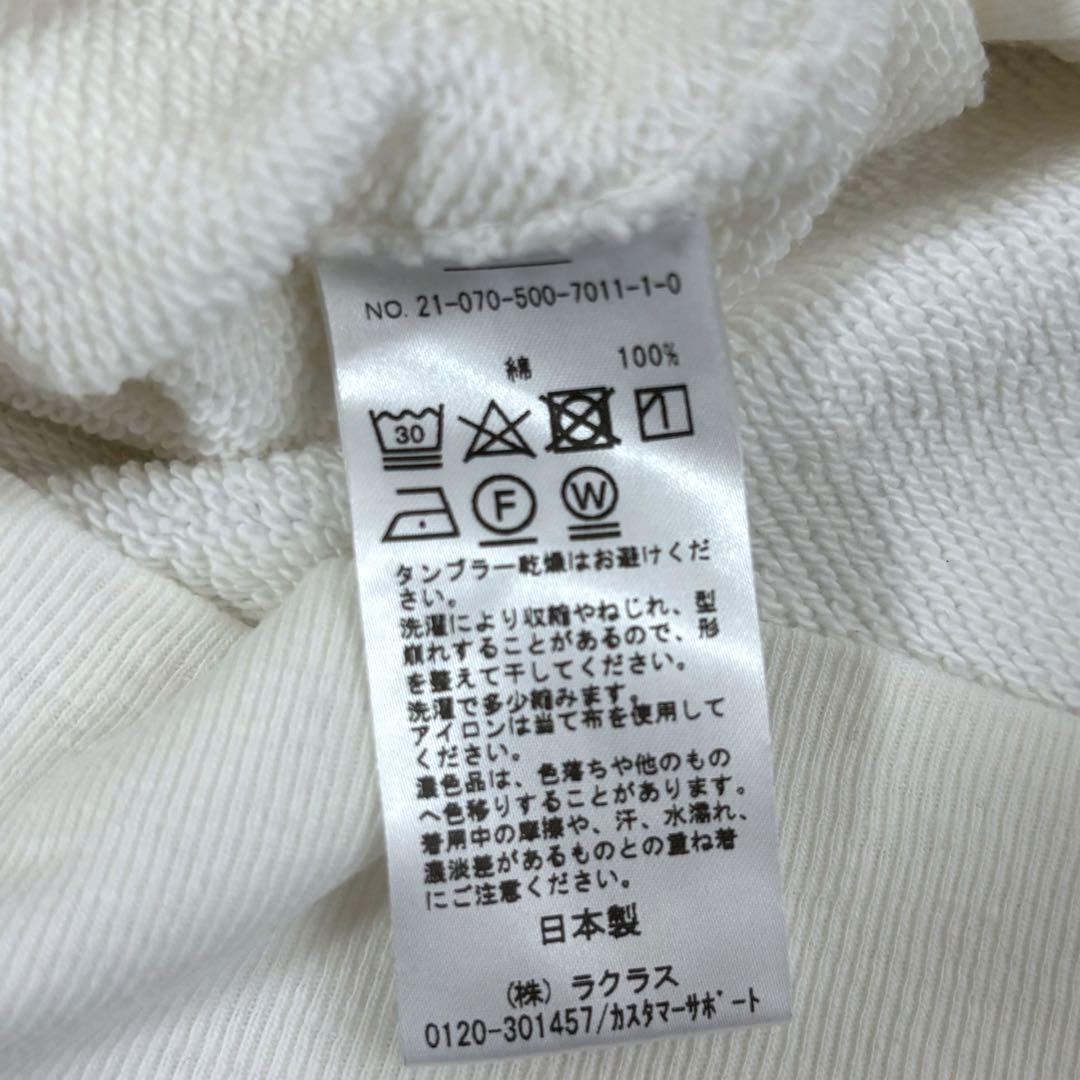 NO. 21-070-500-7011-1-0
綿 100%
30
F W
タンブラー乾燥はお避けくだ
さい。
洗濯により収縮やねじれ、型
崩れすることがあるので、形
を整えて干してください。
洗濯で多少縮みます。
アイロンは当て布を使用して
ください。
濃色品は、色落ちや他のもの
へ色移りすることがあります。
着用中の摩擦や、汗、水濡れ、
濃淡差があるものとの重ね着
にご注意ください。
日本製
(株) ラクラス
0120-301457/カスタマーサポート